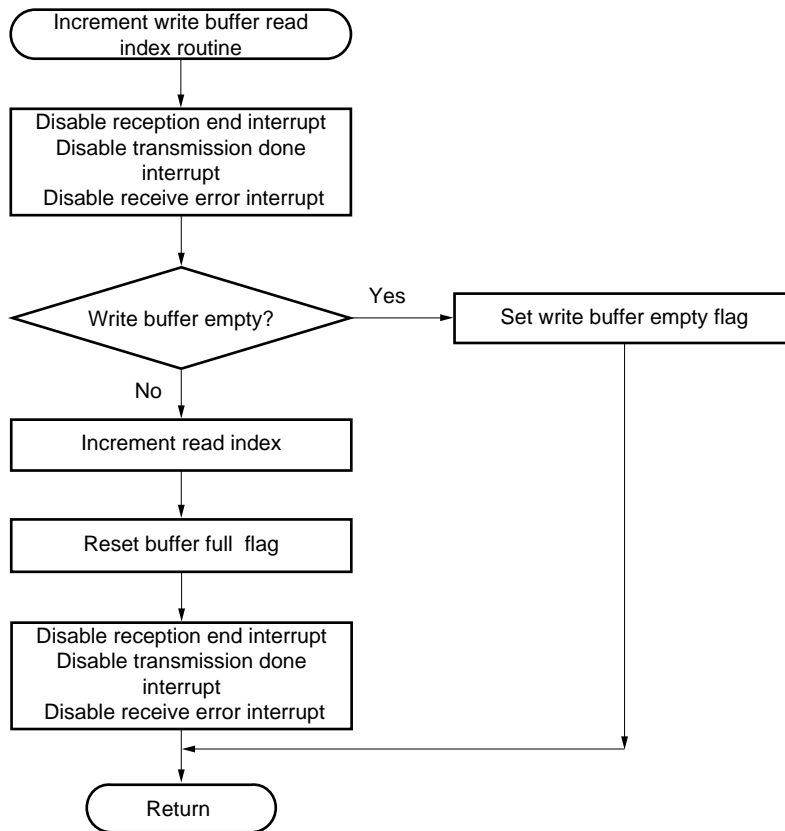 Increment write buffer read
index routine
Disable reception end interrupt
Disable transmission done
interrupt
Disable receive error interrupt
Write buffer empty?
Yes
Set write buffer empty flag
No
Increment read index
Reset buffer full flag
Disable reception end interrupt
Disable transmission done
interrupt
Disable receive error interrupt
Return